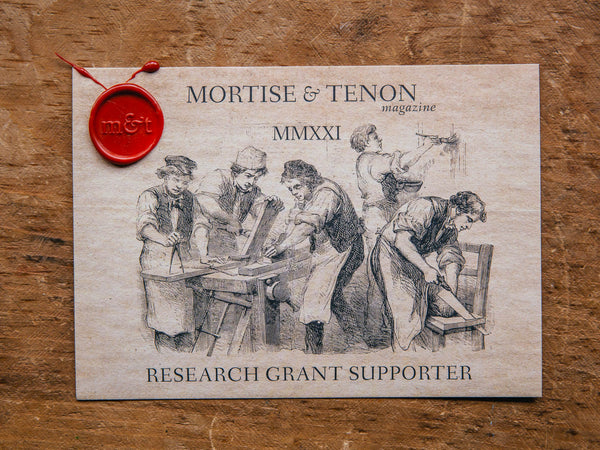 MORTISE & TENON
magazine
m&t
MMXXI
RESEARCH GRANT SUPPORTER